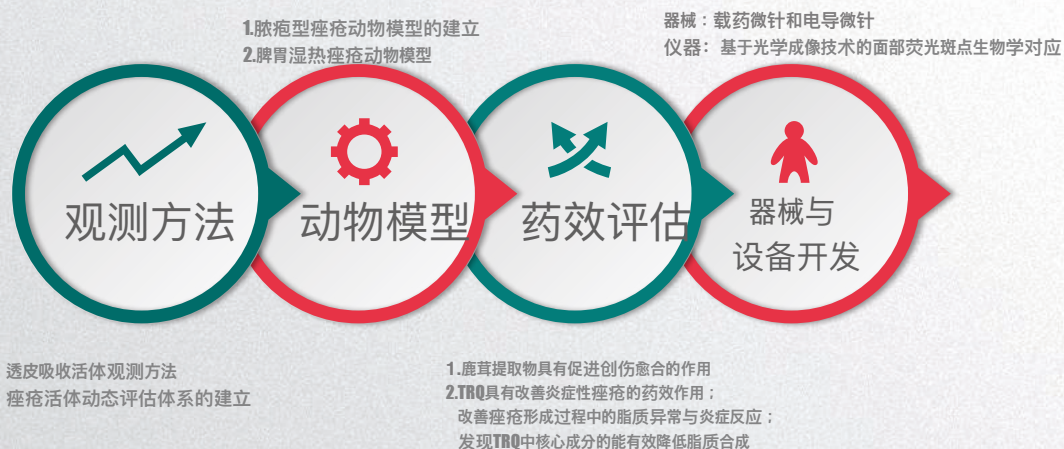 1.脓疱型痤疮动物模型的建立
2.脾胃湿热痤疮动物模型
器械：载药微针和电导微针
仪器：基于光学成像技术的面部荧光斑点生物学对应
观测方法
动物模型
药效评估
器械与
设备开发
透皮吸收活体观测方法
痤疮活体动态评估体系的建立
1.鹿茸提取物具有促进创伤愈合的作用
2.TRQ具有改善炎症性痤疮的药效作用；
改善痤疮形成过程中的脂质异常与炎症反应；
发现TRQ中核心成分的能有效降低脂质合成